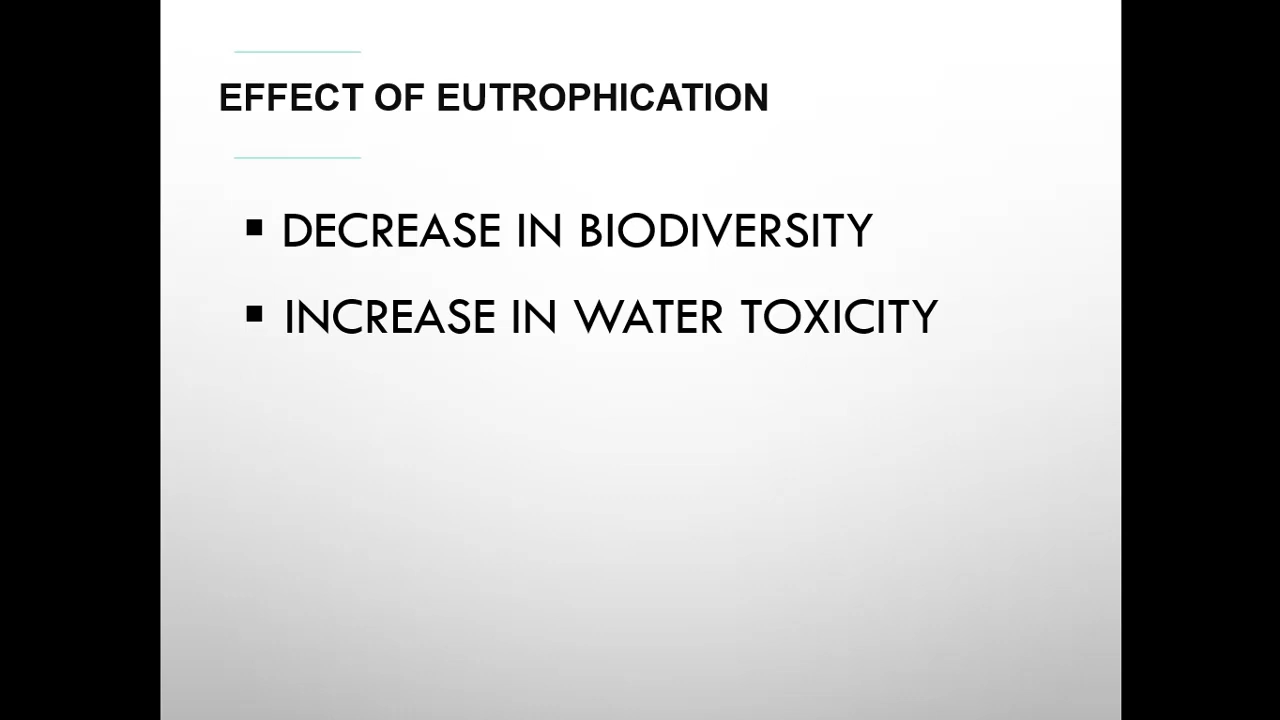 EFFECT OF EUTROPHICATION
▪ DECREASE IN BIODIVERSITY
▪ INCREASE IN WATER TOXICITY